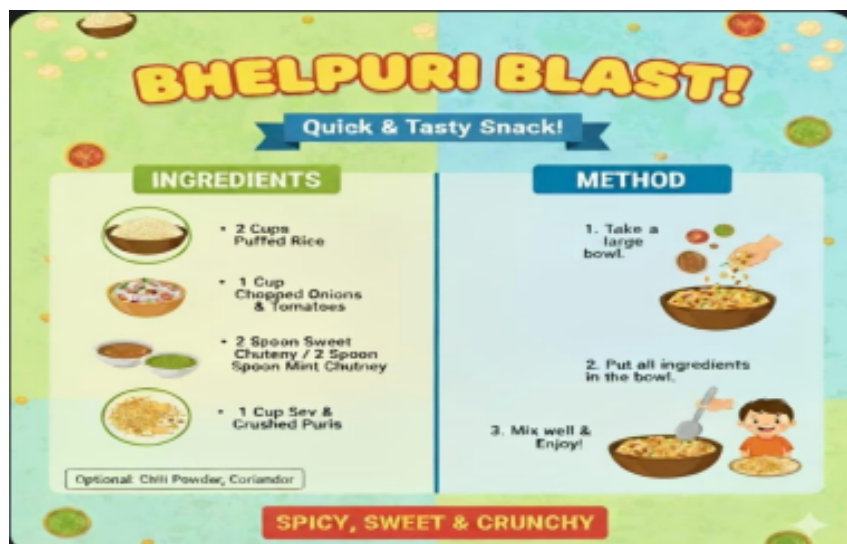 BHELPURI BLAST!
Quick & Tasty Snack!
INGREDIENTS
• 2 Cups
Puffed Rice
• 1 Cup
Chopped Onions
& Tomatoes
• 2 Spoon Sweet
Chuteny / 2 Spoon
Spoon Mint Chutney
• 1 Cup Sev &
Crushed Puris
Optional: Chili Powder, Coriandor
METHOD
1. Take a
large
bowl.
2. Put all ingredients
in the bowl.
3. Mix well &
Enjoy!
SPICY, SWEET & CRUNCHY